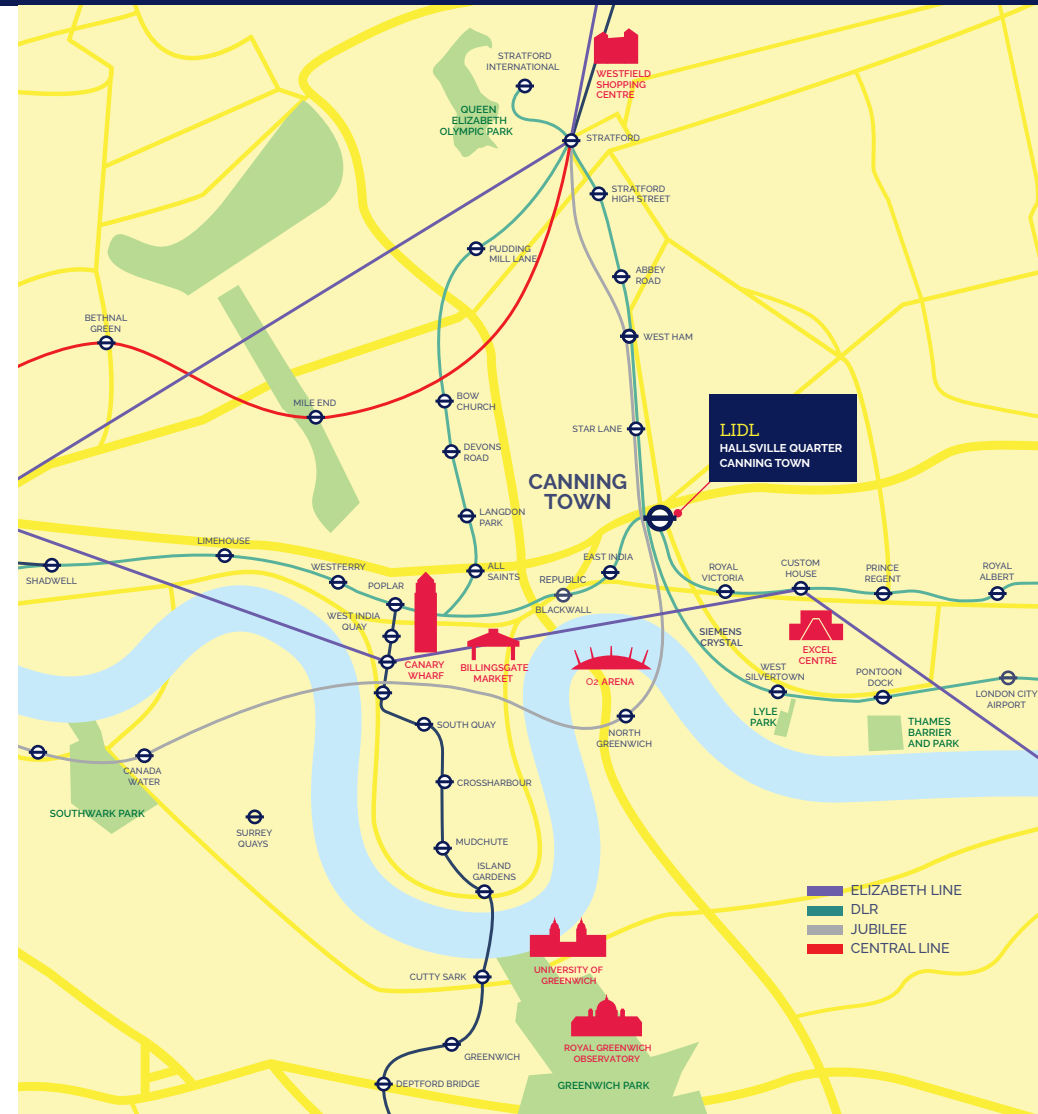 STRATFORD
INTERNATIONAL
WESTFIELD
SHOPPING
CENTRE
QUEEN
ELIZABETH
OLYMPIC PARK
STRATFORD
STRATFORD
HIGH STREET
PUDDING
MILL LANE
ABBEY
ROAD
BETHNAL
GREEN
WEST HAM
MILE END
BOW
CHURCH
STAR LANE
LIDL
HALLSVILLE QUARTER
CANNING TOWN
DEVONS
ROAD
CANNING
TOWN
LANGDON
PARK
LIMEHOUSE
SHADWELL
WESTFERRY
POPLAR
ALL
SAINTS
EAST INDIA
REPUBLIC
BLACKWALL
ROYAL
VICTORIA
CUSTOM
HOUSE
PRINCE
REGENT
ROYAL
ALBERT
WEST INDIA
QUAY
CANARY
WHARF
BILLINGSGATE
MARKET
O2 ARENA
SIEMENS
CRYSTAL
EXCEL
CENTRE
WEST
SILVERTOWN
PONTOON
DOCK
LONDON CITY
AIRPORT
LYLE
PARK
THAMES
BARRIER
AND PARK
SOUTH QUAY
NORTH
GREENWICH
CANADA
WATER
CROSSHARBOUR
SOUTHWARK PARK
SURREY
QUAYS
MUDCHUTE
ISLAND
GARDENS
ELIZABETH LINE
DLR
JUBILEE
CENTRAL LINE
CUTTY SARK
UNIVERSITY OF
GREENWICH
GREENWICH
ROYAL GREENWICH
OBSERVATORY
DEPTFORD BRIDGE
GREENWICH PARK